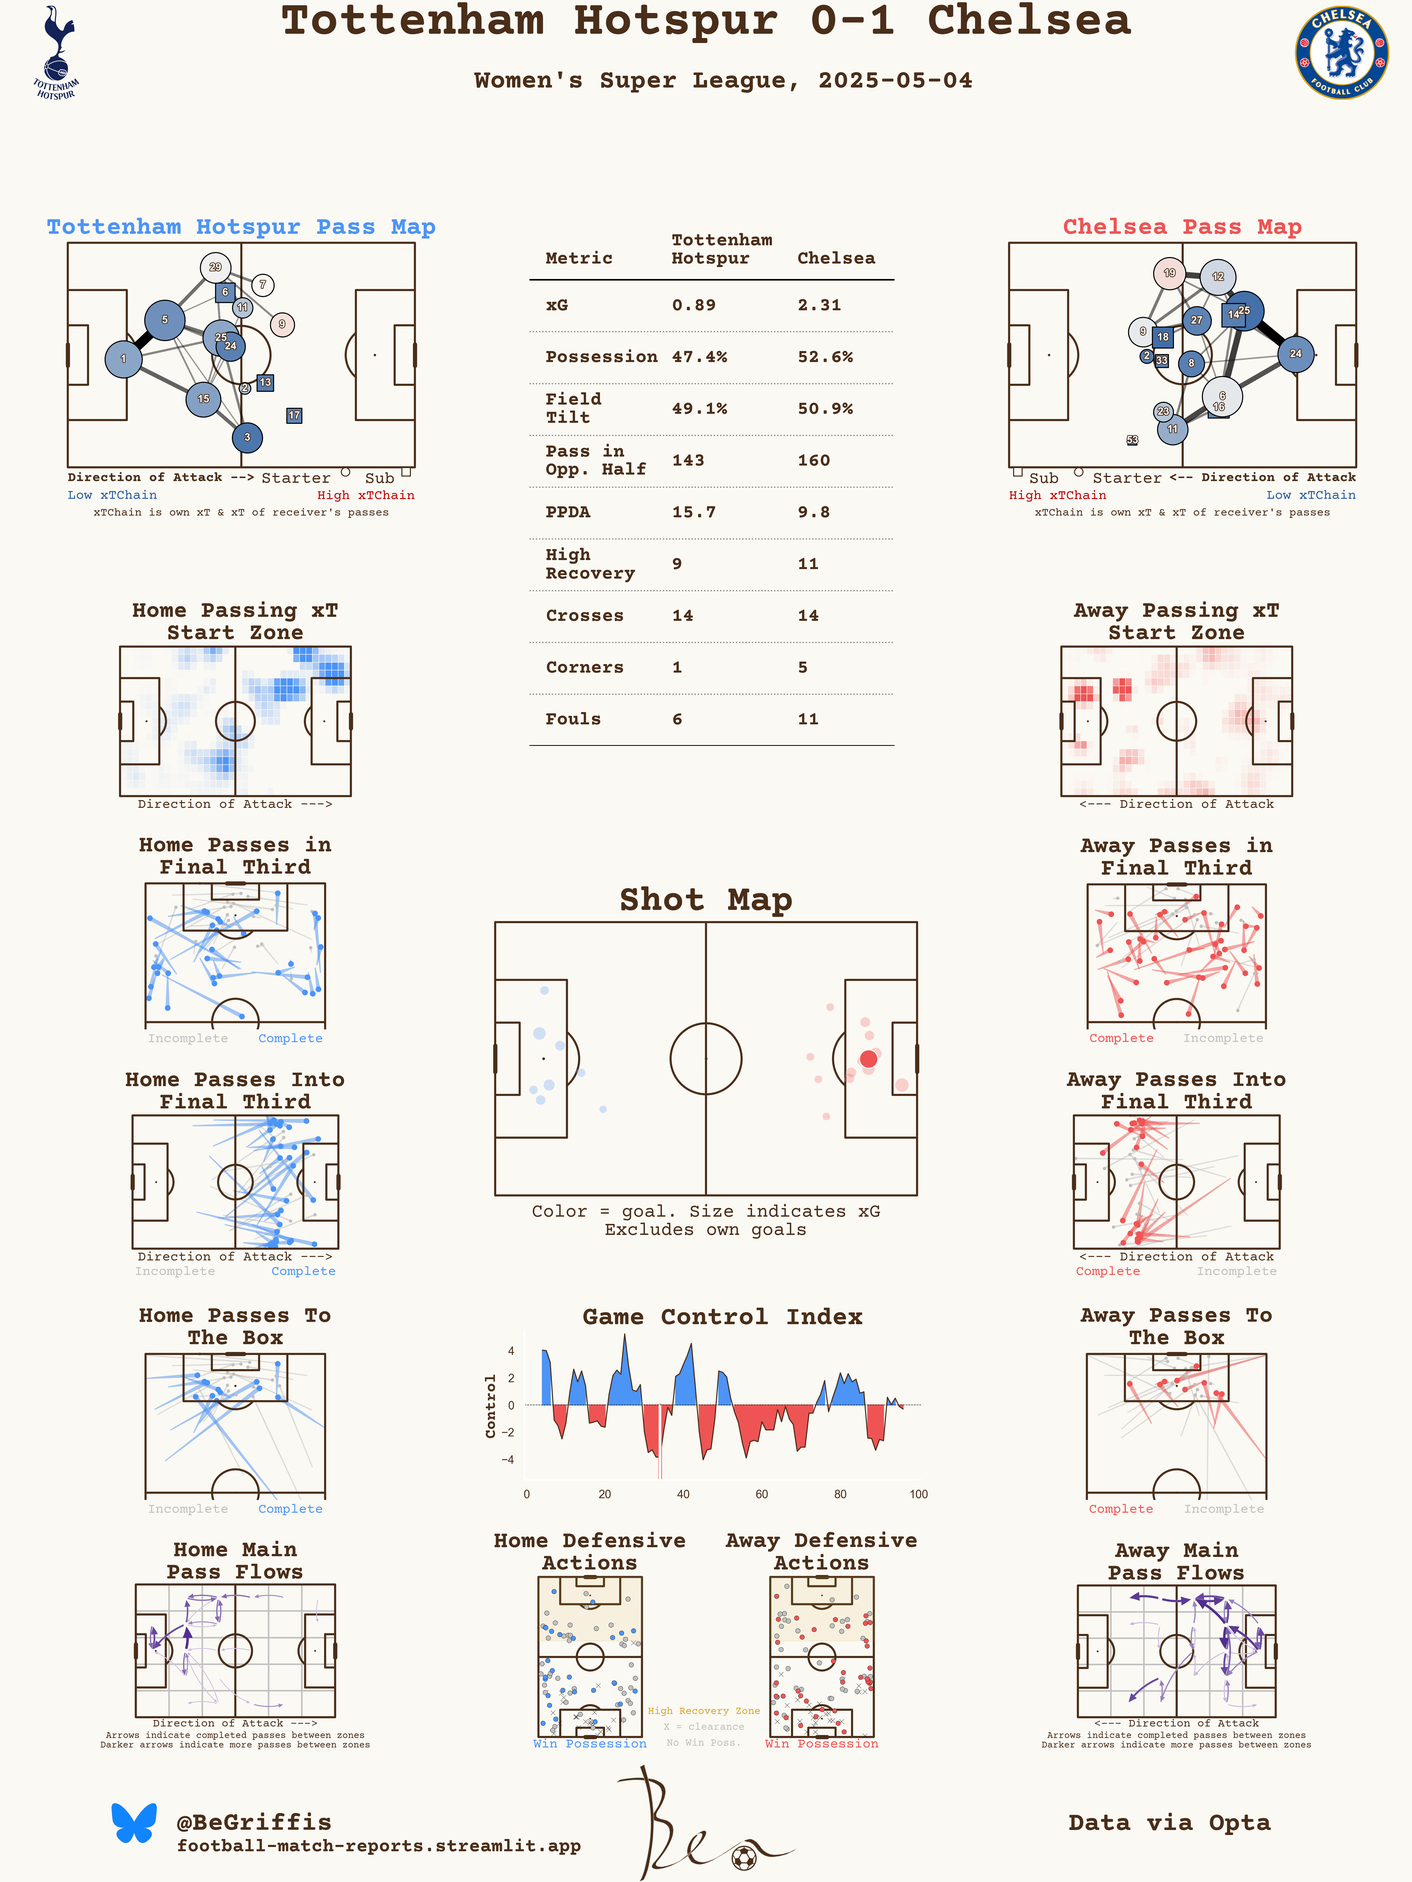 Tottenham Hotspur 0-1 Chelsea
Women's Super League, 2025-05-04
TOTTENHAM
HOTSPUR
CHELSEA
FOOTBALL CLUB
Tottenham Hotspur Pass Map
29
7
6
11
5
9
25
24
1
2
13
15
17
3
Direction of Attack --> Starter Sub
Low xTChain High xTChain
xTChain is own xT & xT of receiver's passes
Metric Tottenham Hotspur Chelsea
xG 0.89 2.31
Possession 47.4% 52.6%
Field Tilt 49.1% 50.9%
Pass in Opp. Half 143 160
PPDA 15.7 9.8
High Recovery 9 11
Crosses 14 14
Corners 1 5
Fouls 6 11
Chelsea Pass Map
19
12
25
14
27
9
18
2
33
8
24
6
16
23
11
53
Sub Starter <-- Direction of Attack
High xTChain Low xTChain
xTChain is own xT & xT of receiver's passes
Home Passing xT
Start Zone
Direction of Attack --->
Away Passing xT
Start Zone
<--- Direction of Attack
Home Passes in
Final Third
Incomplete Complete
Away Passes in
Final Third
Complete Incomplete
Shot Map
Color = goal. Size indicates xG
Excludes own goals
Home Passes Into
Final Third
Direction of Attack --->
Incomplete Complete
Away Passes Into
Final Third
<--- Direction of Attack
Complete Incomplete
Home Passes To
The Box
Incomplete Complete
Game Control Index
Control
4
2
0
−2
−4
0 20 40 60 80 100
Away Passes To
The Box
Complete Incomplete
Home Main
Pass Flows
Direction of Attack --->
Arrows indicate completed passes between zones
Darker arrows indicate more passes between zones
Home Defensive
Actions
Win Possession
Away Defensive
Actions
Win Possession
High Recovery Zone
X = clearance
No Win Poss.
Away Main
Pass Flows
<--- Direction of Attack
Arrows indicate completed passes between zones
Darker arrows indicate more passes between zones
@BeGriffis
football-match-reports.streamlit.app
Ben
Data via Opta